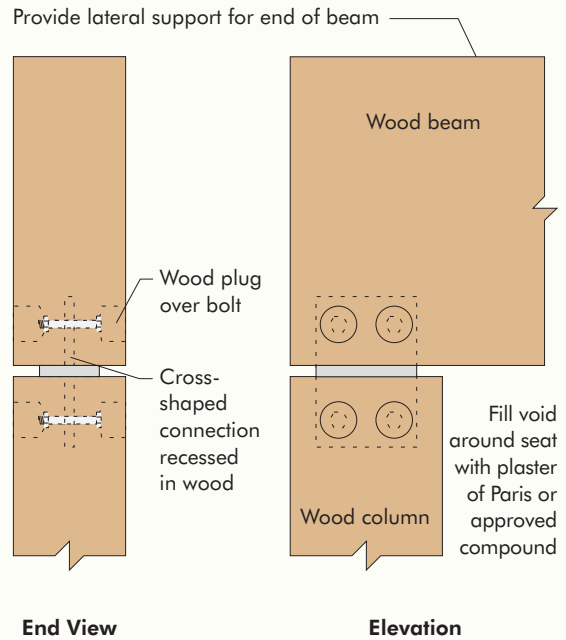 Provide lateral support for end of beam
Wood beam
Wood plug
over bolt
Cross-
shaped
connection
recessed
in wood
Fill void
around seat
with plaster
of Paris or
approved
compound
Wood column
End View
Elevation